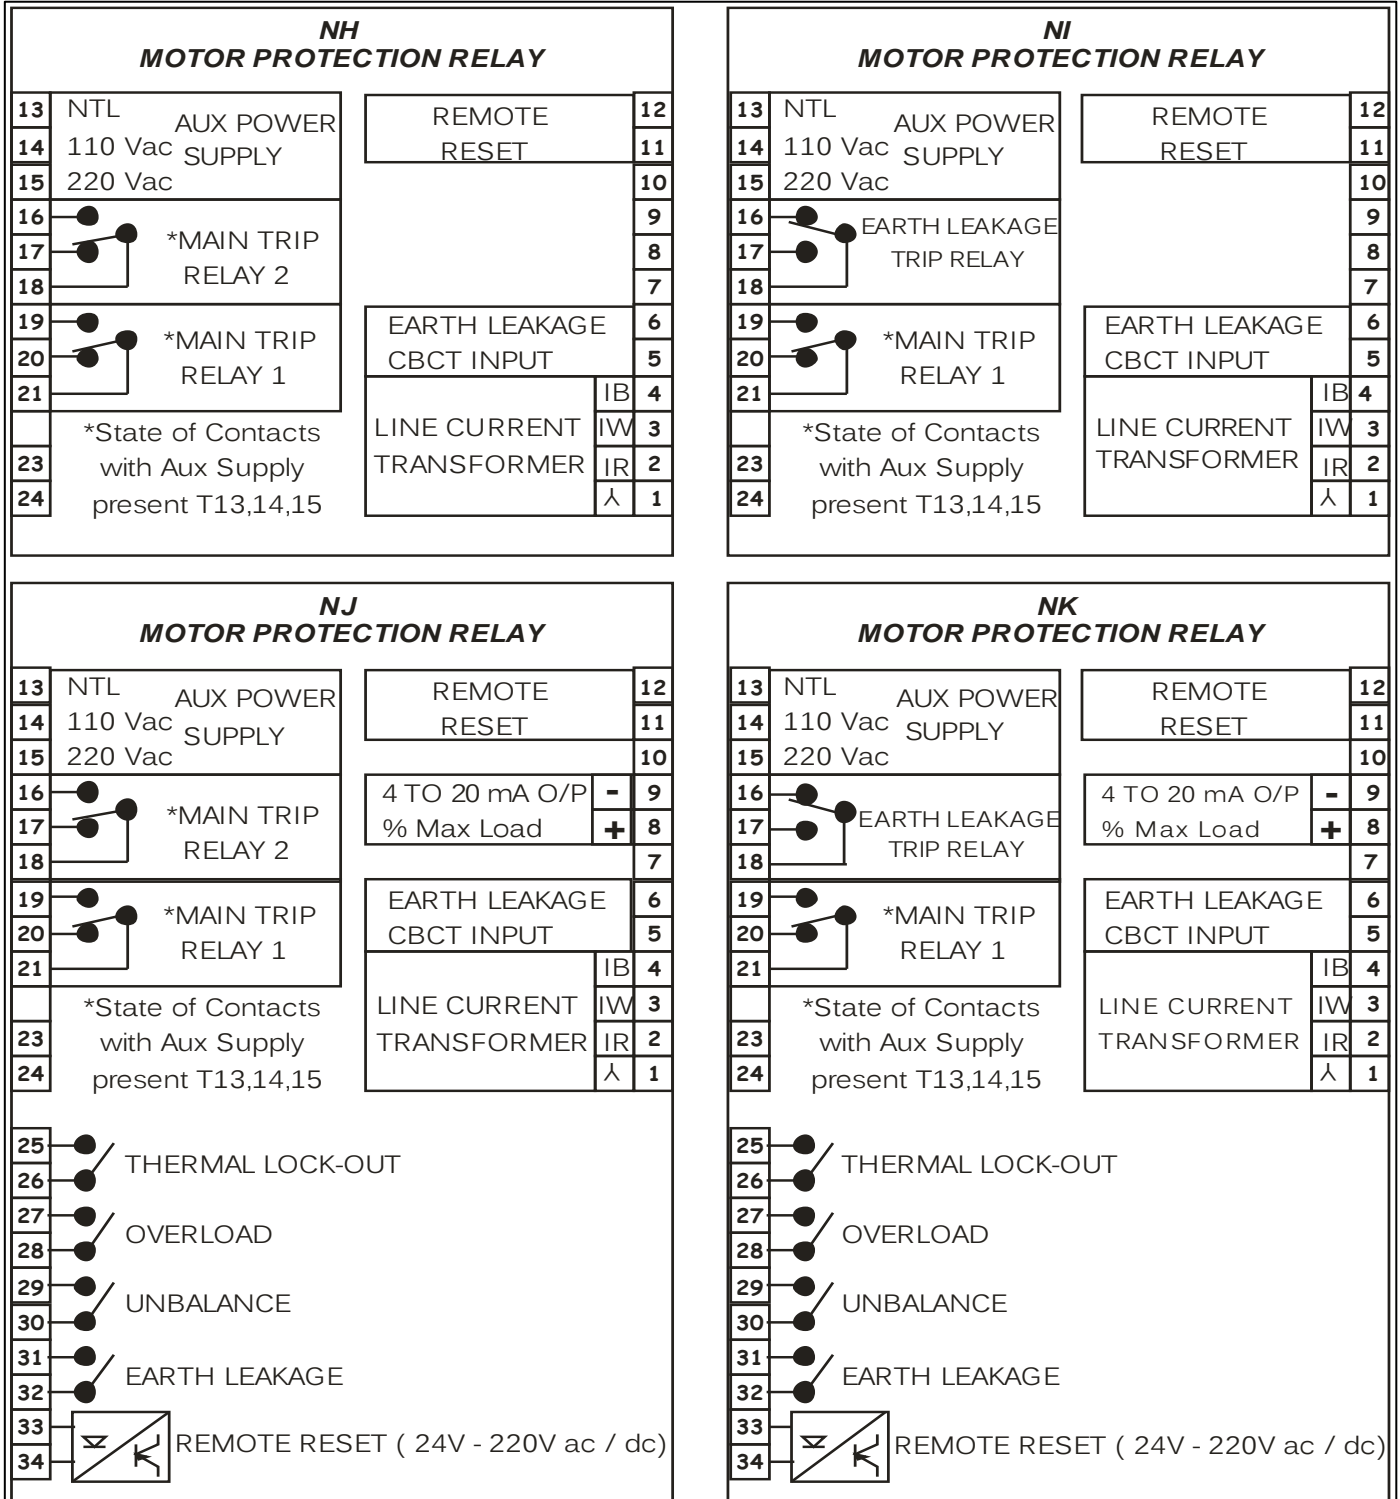 NH
MOTOR PROTECTION RELAY
13 NTL
14 110 Vac
15 220 Vac
AUX POWER
SUPPLY
16
17
18
*MAIN TRIP
RELAY 2
19
20
21
*MAIN TRIP
RELAY 1
23
24
*State of Contacts
with Aux Supply
present T13,14,15
REMOTE
RESET
12
11
10
9
8
7
EARTH LEAKAGE 6
CBCT INPUT 5
LINE CURRENT
TRANSFORMER
IB 4
IW 3
IR 2
1
NI
MOTOR PROTECTION RELAY
13 NTL
14 110 Vac
15 220 Vac
AUX POWER
SUPPLY
16
17
18
EARTH LEAKAGE
TRIP RELAY
19
20
21
*MAIN TRIP
RELAY 1
23
24
*State of Contacts
with Aux Supply
present T13,14,15
REMOTE
RESET
12
11
10
9
8
7
EARTH LEAKAGE 6
CBCT INPUT 5
LINE CURRENT
TRANSFORMER
IB 4
IW 3
IR 2
1
NJ
MOTOR PROTECTION RELAY
13 NTL
14 110 Vac
15 220 Vac
AUX POWER
SUPPLY
16
17
18
*MAIN TRIP
RELAY 2
19
20
21
*MAIN TRIP
RELAY 1
23
24
*State of Contacts
with Aux Supply
present T13,14,15
REMOTE
RESET
12
11
10
4 TO 20 mA O/P - 9
% Max Load + 8
7
EARTH LEAKAGE 6
CBCT INPUT 5
LINE CURRENT
TRANSFORMER
IB 4
IW 3
IR 2
1
25
26
THERMAL LOCK-OUT
27
28
OVERLOAD
29
30
UNBALANCE
31
32
EARTH LEAKAGE
33
34
REMOTE RESET ( 24V - 220V ac / dc)
NK
MOTOR PROTECTION RELAY
13 NTL
14 110 Vac
15 220 Vac
AUX POWER
SUPPLY
16
17
18
EARTH LEAKAGE
TRIP RELAY
19
20
21
*MAIN TRIP
RELAY 1
23
24
*State of Contacts
with Aux Supply
present T13,14,15
REMOTE
RESET
12
11
10
4 TO 20 mA O/P - 9
% Max Load + 8
7
EARTH LEAKAGE 6
CBCT INPUT 5
LINE CURRENT
TRANSFORMER
IB 4
IW 3
IR 2
1
25
26
THERMAL LOCK-OUT
27
28
OVERLOAD
29
30
UNBALANCE
31
32
EARTH LEAKAGE
33
34
REMOTE RESET ( 24V - 220V ac / dc)